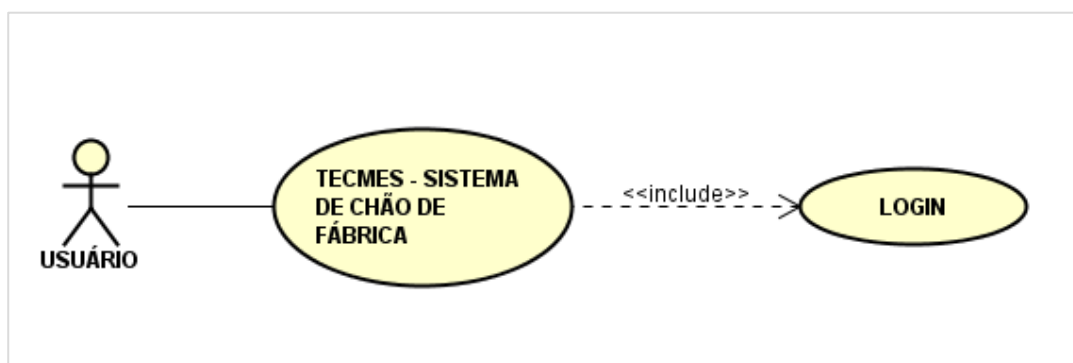 TECMES - SISTEMA
DE CHÃO DE
FÁBRICA
<<include>>
LOGIN
USUÁRIO